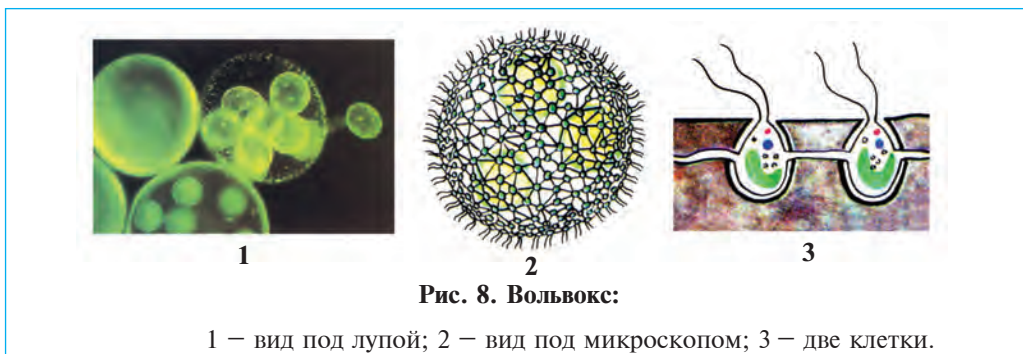 1
2
3
Рис. 8. Вольвокс:
1 – вид под лупой; 2 – вид под микроскопом; 3 – две клетки.